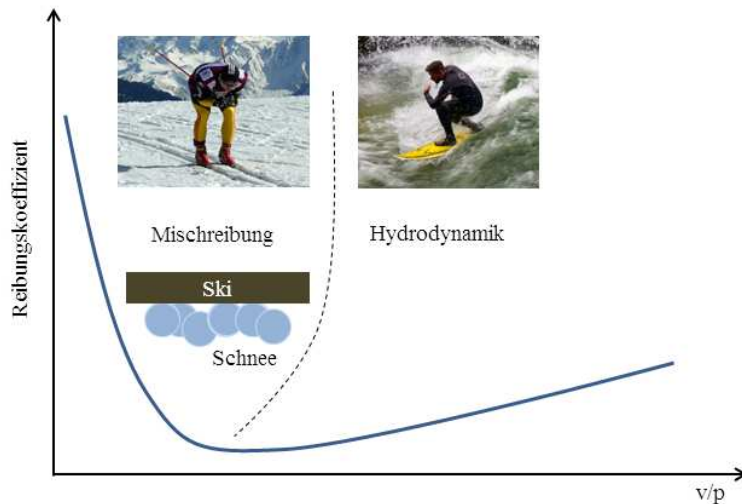 Reibungskoeffizient
Mischreibung
Hydrodynamik
Ski
Schnee
v/p